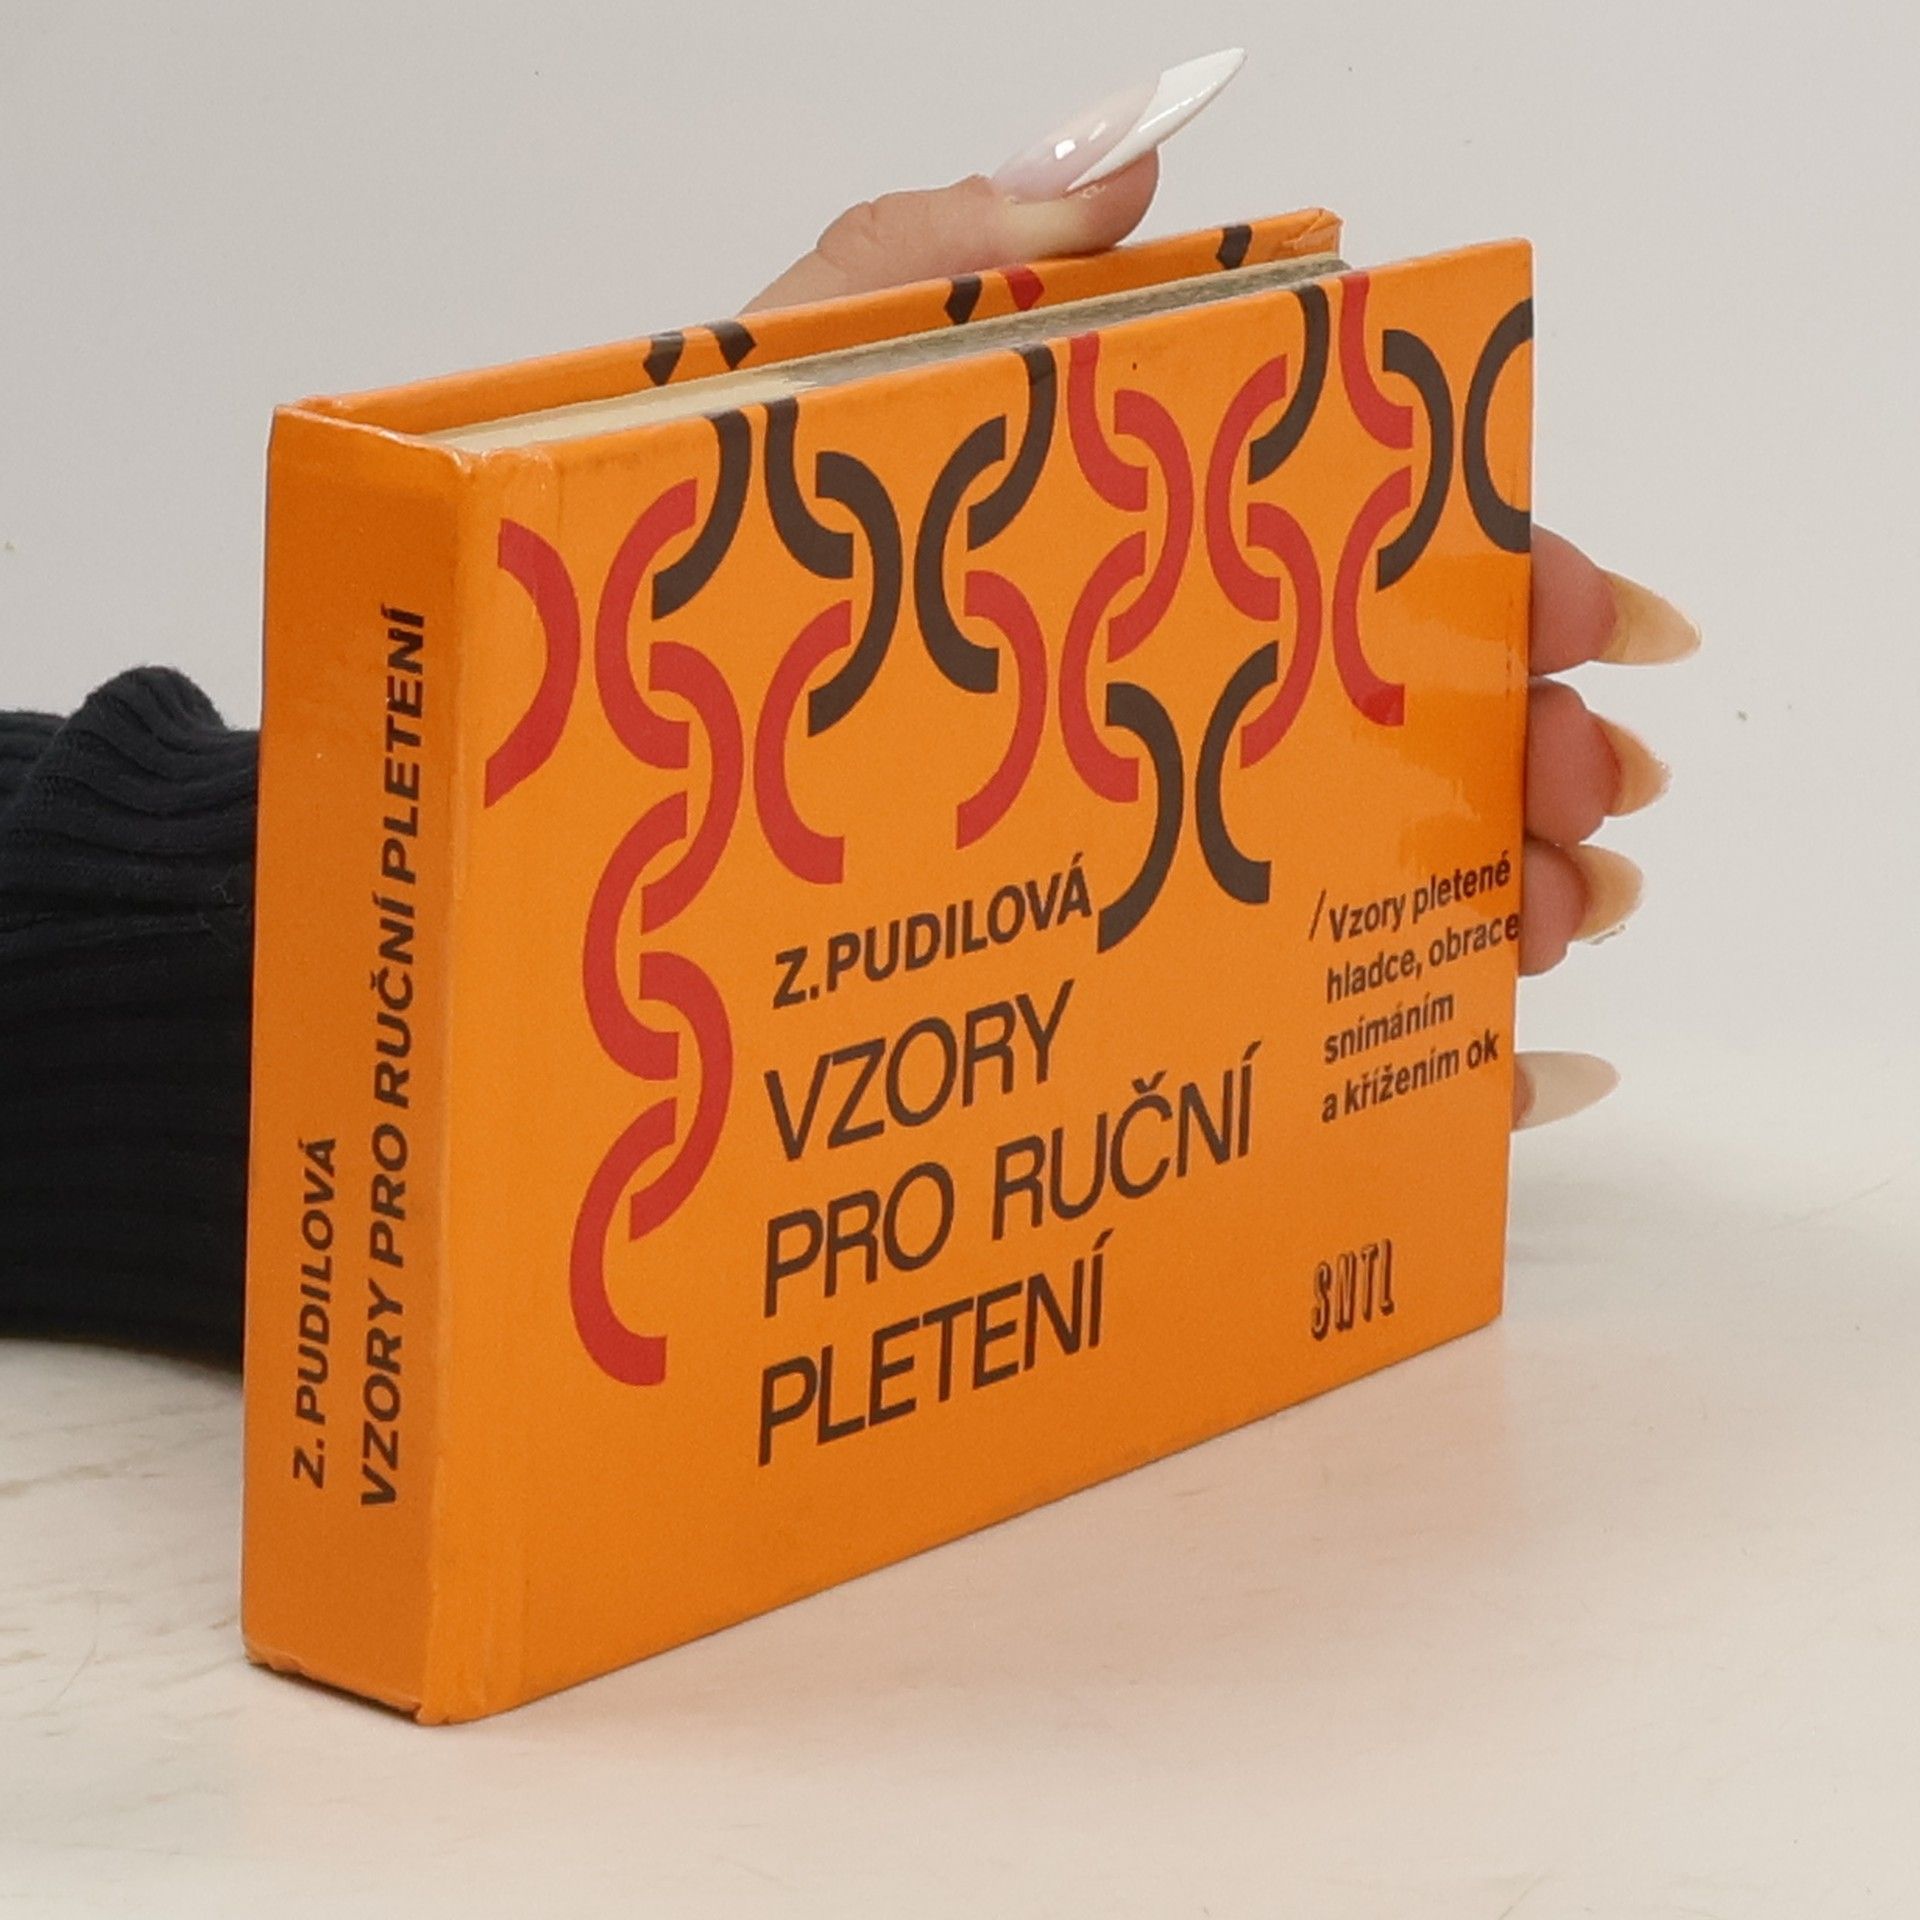 Z. PUDILOVÁ
VZORY PRO RUČNÍ PLETENÍ
Z. PUDILOVÁ
VZORY
PRO RUČNÍ
PLETENÍ
/Vzory pletené
hladce, obrace
snímáním
a křížením ok
SNTL